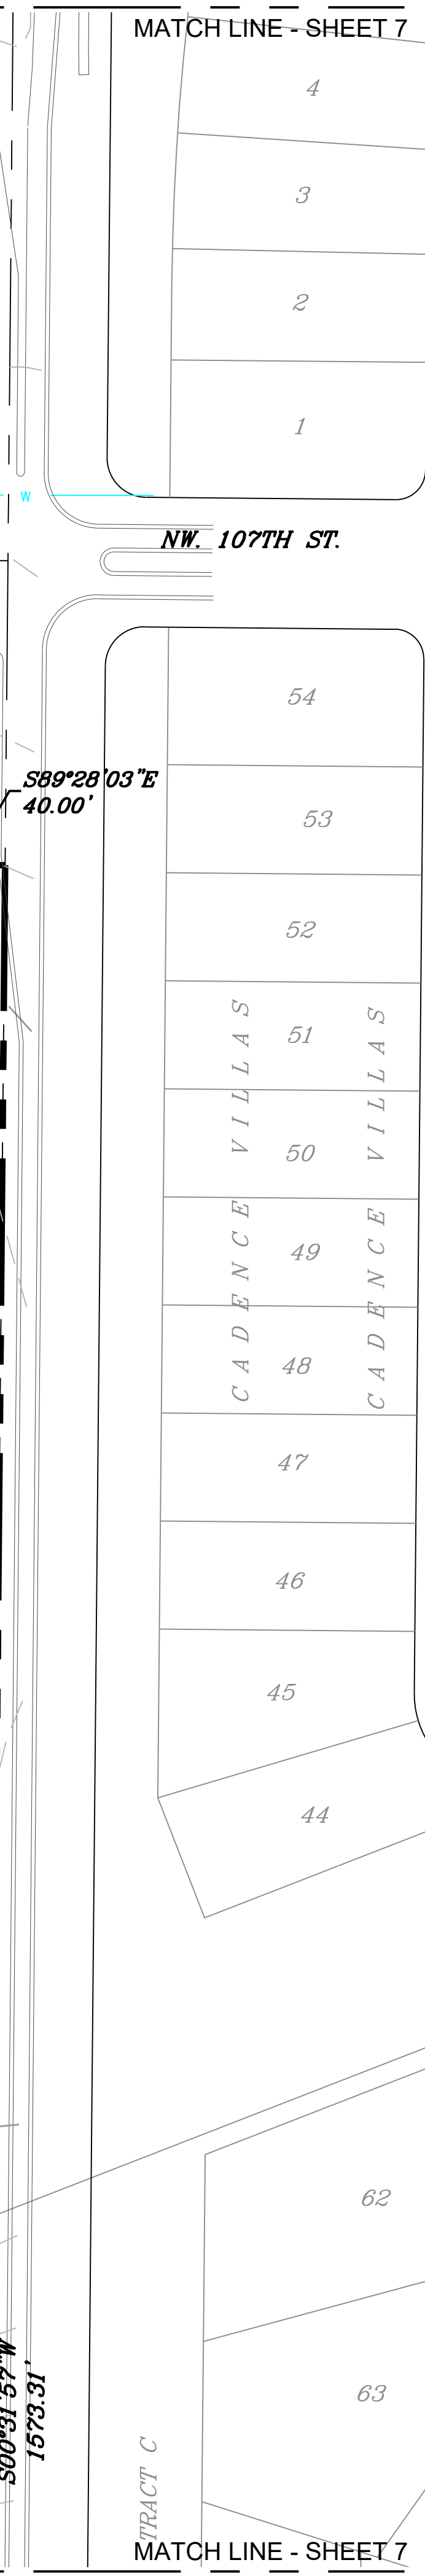 MATCH LINE - SHEET 7
4
3
2
1
W
NW. 107TH ST.
54
S89°28'03"E
40.00'
53
52
51
50
49
48
CADENCE VILLAS
CADENCE VILLAS
47
46
45
44
62
63
S00°31'57"W
1573.31'
TRACT C
MATCH LINE - SHEET 7